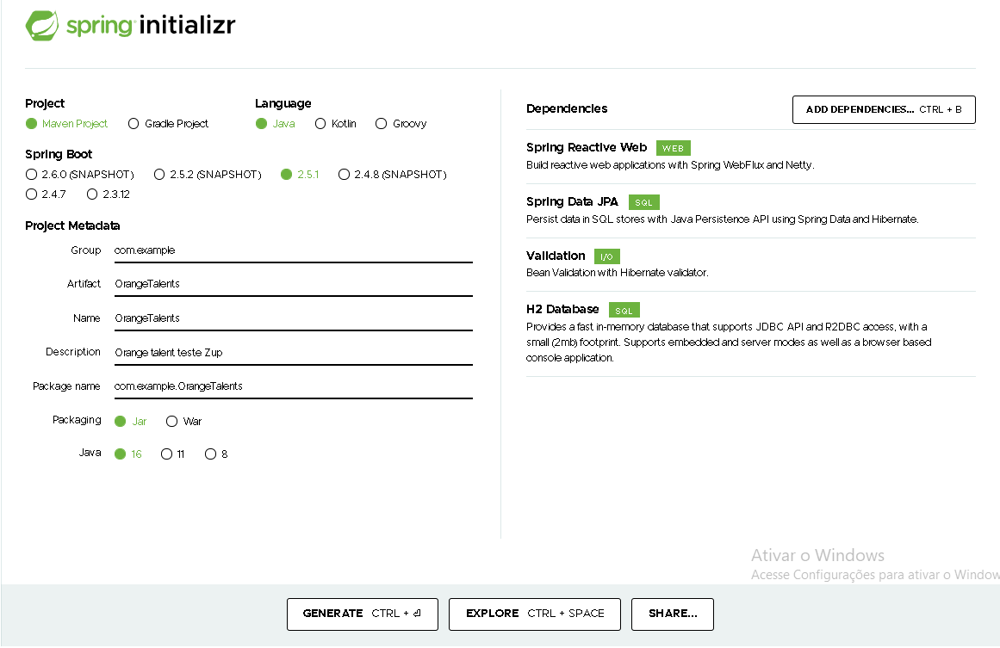 spring initializr
Project
Maven Project Gradle Project
Language
Java Kotlin Groovy
Spring Boot
2.6.0 (SNAPSHOT) 2.5.2 (SNAPSHOT) 2.5.1 2.4.8 (SNAPSHOT)
2.4.7 2.3.12
Project Metadata
Group com.example
Artifact OrangeTalents
Name OrangeTalents
Description Orange talent teste Zup
Package name com.example.OrangeTalents
Packaging Jar War
Java 16 11 8
Dependencies ADD DEPENDENCIES... CTRL + B
Spring Reactive Web WEB
Build reactive web applications with Spring WebFlux and Netty.
Spring Data JPA SQL
Persist data in SQL stores with Java Persistence API using Spring Data and Hibernate.
Validation I/O
Bean Validation with Hibernate validator.
H2 Database SQL
Provides a fast in-memory database that supports JDBC API and R2DBC access, with a
small (2mb) footprint. Supports embedded and server modes as well as a browser based
console application.
Ativar o Windows
Acesse Configurações para ativar o Window
GENERATE CTRL + ⏎ EXPLORE CTRL + SPACE SHARE...